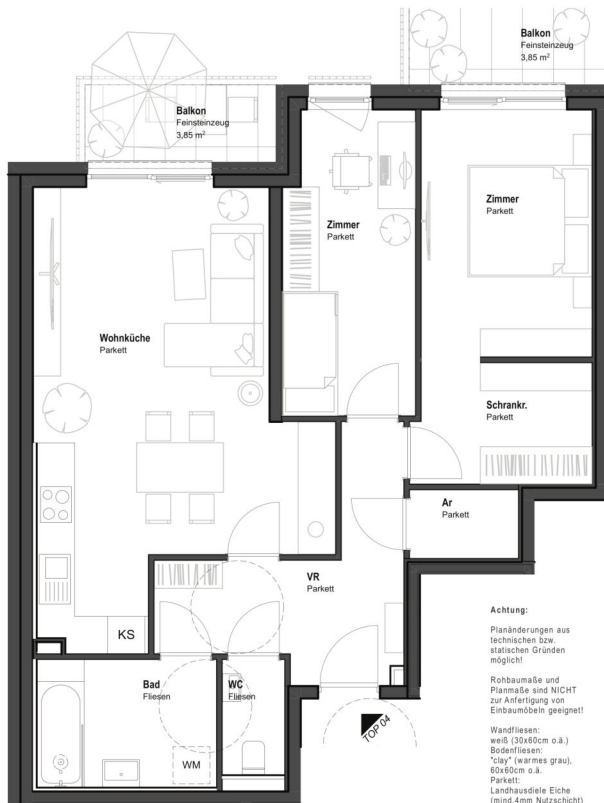 Balkon
Feinsteinzeug
3,85 m²
Balkon
Feinsteinzeug
3,85 m²
Zimmer
Parkett
Zimmer
Parkett
Wohnküche
Parkett
Schrankr.
Parkett
Ar
Parkett
VR
Parkett
KS
Bad
Fliesen
WC
Fliesen
WM
TOP 04
Achtung:
Planänderungen aus
technischen bzw.
statischen Gründen
möglich!
Rohbaumaße und
Planmaße sind NICHT
zur Anfertigung von
Einbaumöbeln geeignet!
Wandfliesen:
weiß (30x60cm o.ä.)
Bodenfliesen:
"clay" (warmes grau),
60x60cm o.ä.
Parkett:
Landhausdiele Eiche
(mind.4mm Nutzschicht)